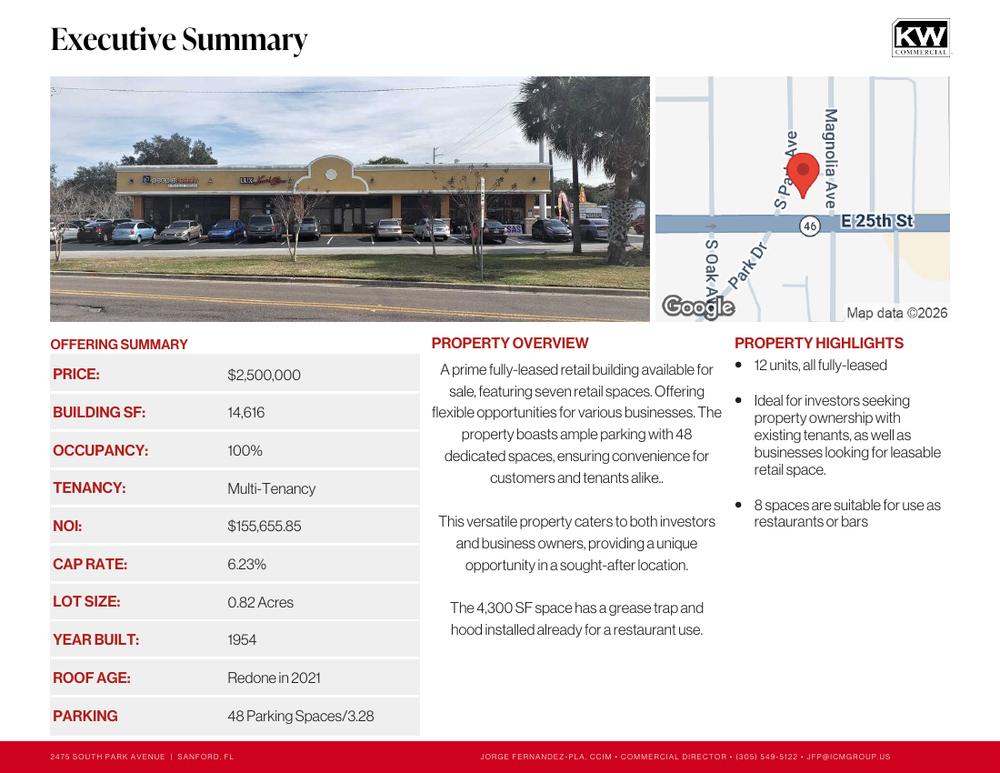 Executive Summary
KW
COMMERCIAL
S Park Ave
Magnolia Ave
46
E 25th St
S Oak Av
Park Dr
Google
Map data ©2026
OFFERING SUMMARY
PRICE: $2,500,000
BUILDING SF: 14,616
OCCUPANCY: 100%
TENANCY: Multi-Tenancy
NOI: $155,655.85
CAP RATE: 6.23%
LOT SIZE: 0.82 Acres
YEAR BUILT: 1954
ROOF AGE: Redone in 2021
PARKING 48 Parking Spaces/3.28
PROPERTY OVERVIEW
A prime fully-leased retail building available for
sale, featuring seven retail spaces. Offering
flexible opportunities for various businesses. The
property boasts ample parking with 48
dedicated spaces, ensuring convenience for
customers and tenants alike..
This versatile property caters to both investors
and business owners, providing a unique
opportunity in a sought-after location.
The 4,300 SF space has a grease trap and
hood installed already for a restaurant use.
PROPERTY HIGHLIGHTS
• 12 units, all fully-leased
• Ideal for investors seeking
property ownership with
existing tenants, as well as
businesses looking for leasable
retail space.
• 8 spaces are suitable for use as
restaurants or bars
2475 SOUTH PARK AVENUE | SANFORD, FL
JORGE FERNANDEZ-PLA, CCIM • COMMERCIAL DIRECTOR • (305) 549-5122 • JFP@ICMGROUP.US